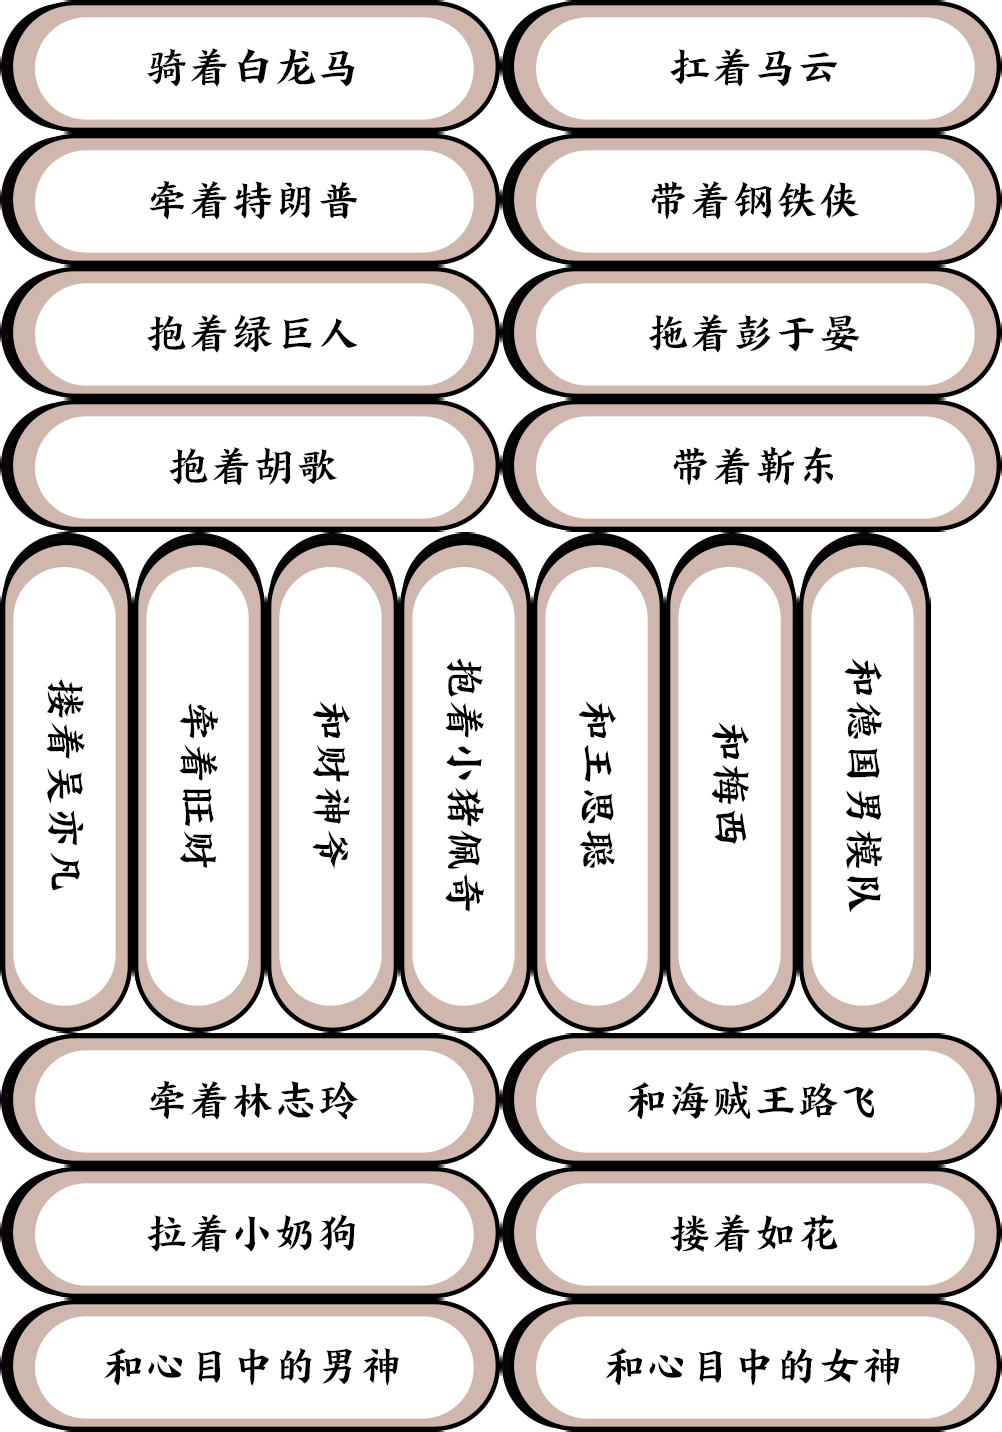 骑着白龙马
扛着马云
牵着特朗普
带着钢铁侠
抱着绿巨人
拖着彭于晏
抱着胡歌
带着靳东
搂着吴亦凡
牵着旺财
和财神爷
抱着小猪佩奇
和王思聪
和梅西
和德国男模队
牵着林志玲
和海贼王路飞
拉着小奶狗
搂着如花
和心目中的男神
和心目中的女神